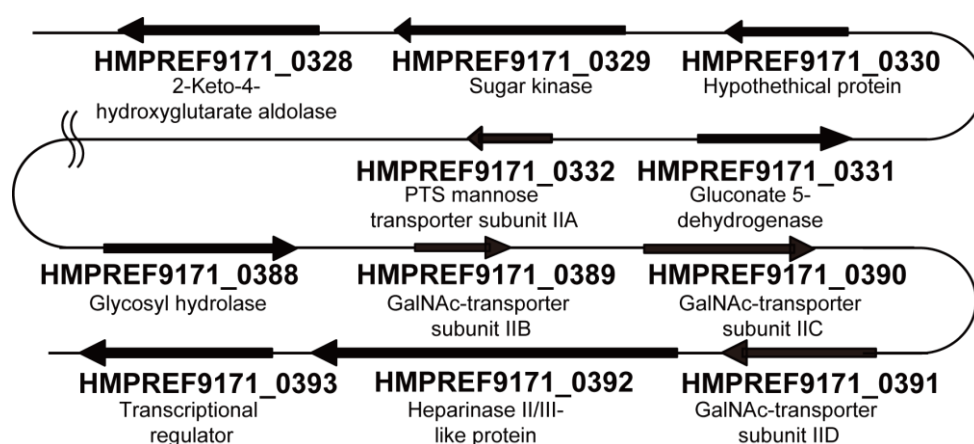 HMPREF9171_0328 HMPREF9171_0329 HMPREF9171_0330
2-Keto-4- Sugar kinase Hypothethical protein
hydroxyglutarate aldolase
HMPREF9171_0332 HMPREF9171_0331
PTS mannose Gluconate 5-
transporter subunit IIA dehydrogenase
HMPREF9171_0388 HMPREF9171_0389 HMPREF9171_0390
Glycosyl hydrolase GalNAc-transporter GalNAc-transporter
subunit IIB subunit IIC
HMPREF9171_0393 HMPREF9171_0392 HMPREF9171_0391
Transcriptional Heparinase II/III- GalNAc-transporter
regulator like protein subunit IID